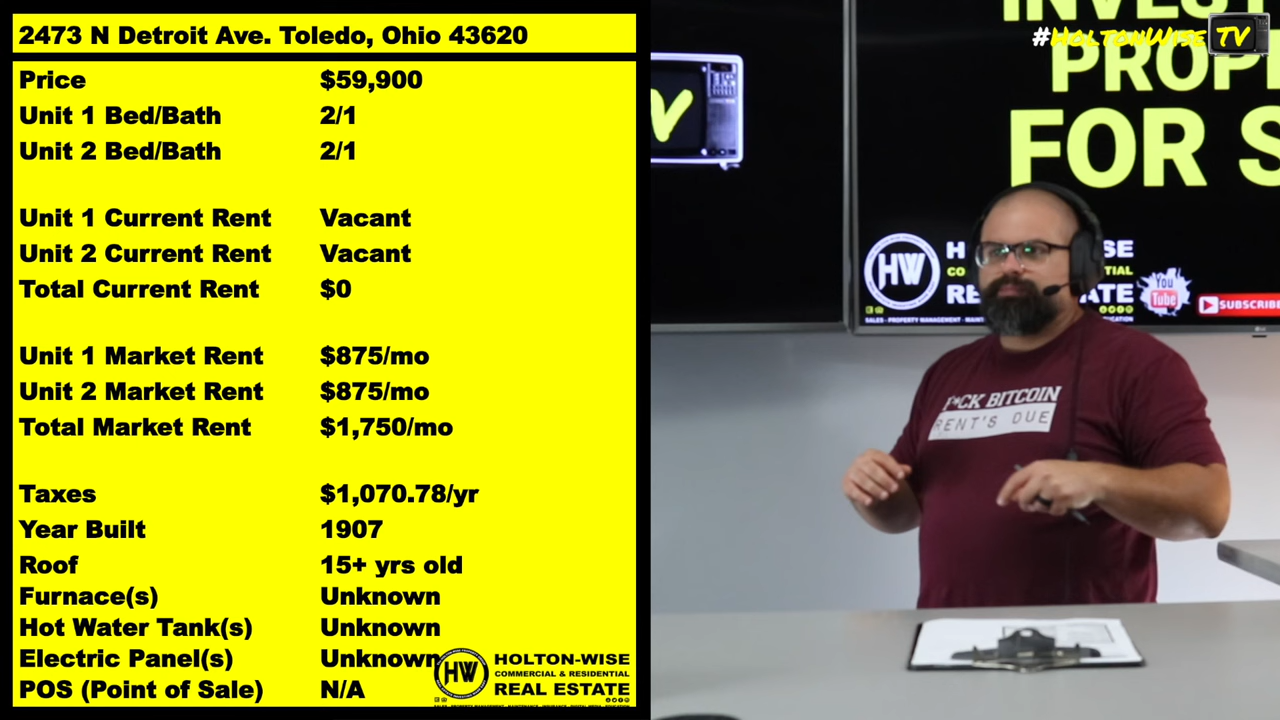 2473 N Detroit Ave. Toledo, Ohio 43620
Price $59,900
Unit 1 Bed/Bath 2/1
Unit 2 Bed/Bath 2/1
Unit 1 Current Rent Vacant
Unit 2 Current Rent Vacant
Total Current Rent $0
Unit 1 Market Rent $875/mo
Unit 2 Market Rent $875/mo
Total Market Rent $1,750/mo
Taxes $1,070.78/yr
Year Built 1907
Roof 15+ yrs old
Furnace(s) Unknown
Hot Water Tank(s) Unknown
Electric Panel(s) Unknown
POS (Point of Sale) N/A
HW
HOLTON-WISE
COMMERCIAL & RESIDENTIAL
REAL ESTATE
INVEST
#HoltonWise TV
PROP
FOR S
V
HW
H WISE
CO TIAL
RE ATE
You
Tube
SUBSCRIBE
F*CK BITCOIN
RENT'S DUE